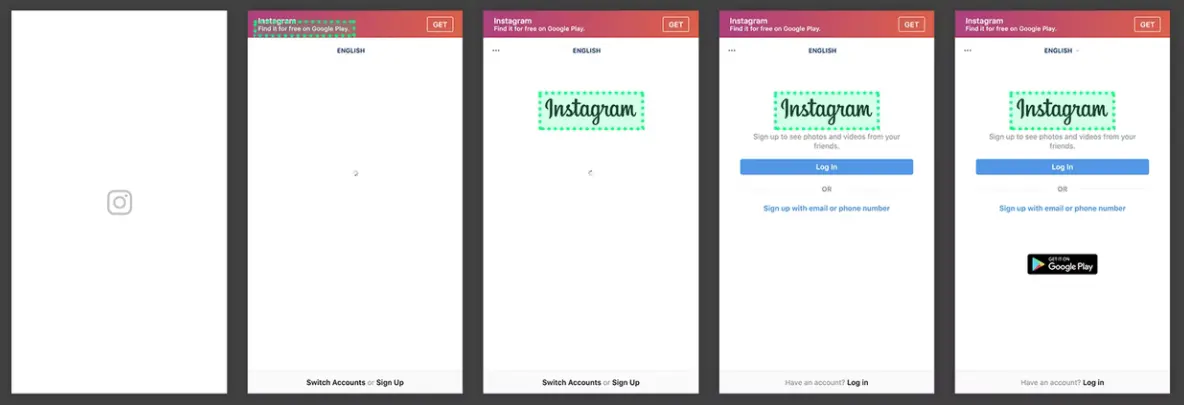 Instagram
Find it for free on Google Play.
GET
ENGLISH
Switch Accounts or Sign Up
Instagram
Find it for free on Google Play.
GET
ENGLISH
Instagram
Switch Accounts or Sign Up
Instagram
Find it for free on Google Play.
GET
ENGLISH
Instagram
Sign up to see photos and videos from your
friends.
Log In
OR
Sign up with email or phone number
Have an account? Log in
Instagram
Find it for free on Google Play.
GET
ENGLISH
Instagram
Sign up to see photos and videos from your
friends.
Log In
OR
Sign up with email or phone number
GET IT ON
Google Play
Have an account? Log in